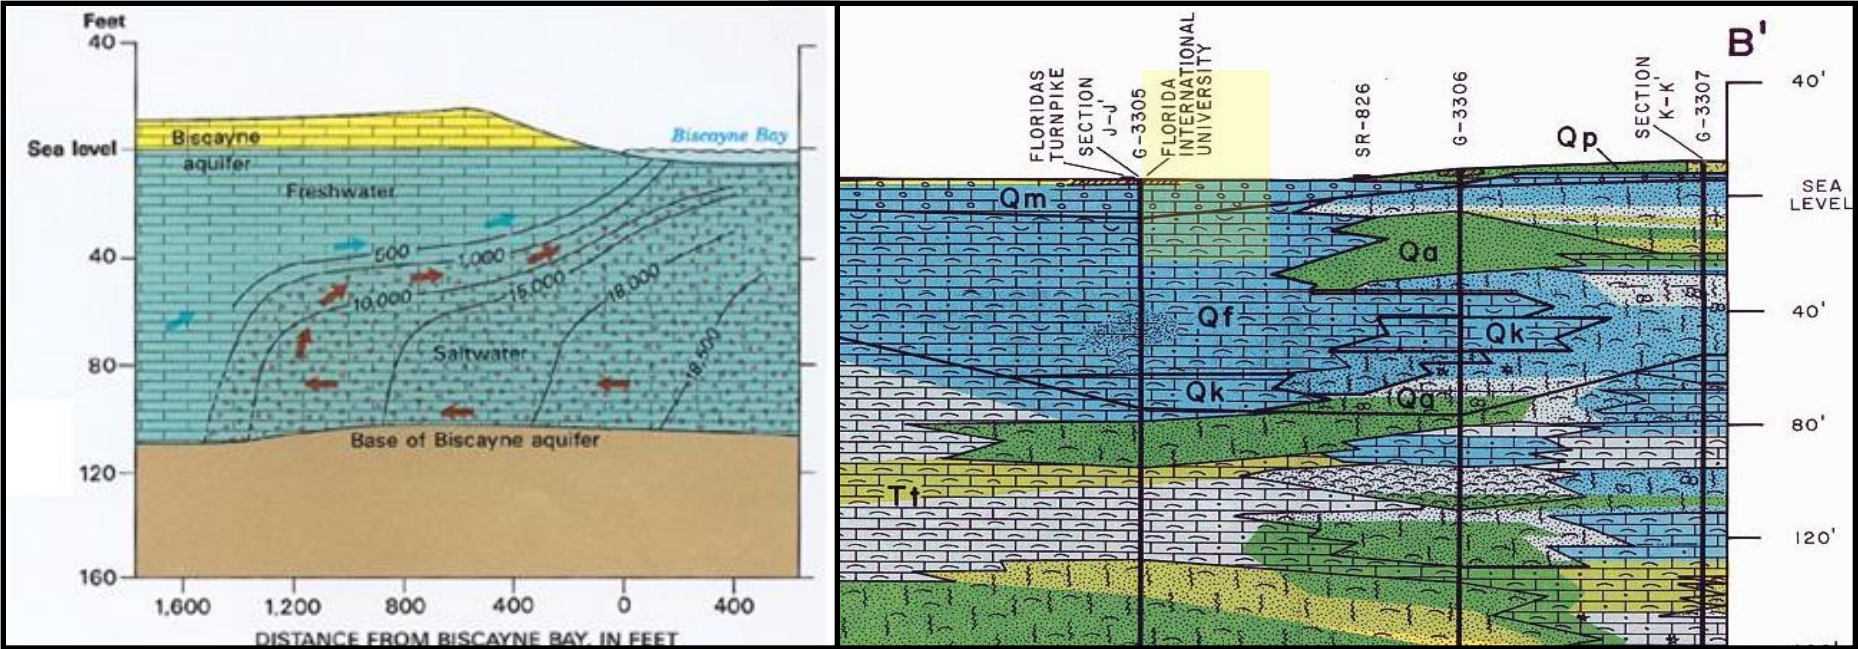 Feet
40
Biscayne
aquifer
Biscayne Bay
Sea level
Freshwater
40
500
1,000
10,000
15,000
18,000
18,500
80
Saltwater
Base of Biscayne aquifer
120
160
1,600
1,200
800
400
0
400
DISTANCE FROM BISCAYNE BAY, IN FEET
FLORIDAS
TURNPIKE
SECTION
J-J'
G-3305
FLORIDA
INTERNATIONAL
UNIVERSITY
SR-826
G-3306
Qp
SECTION
K-K'
G-3307
B'
40'
SEA
LEVEL
Qm
Qa
40'
Qf
Qk
Qk
Qa
80'
Tt
120'